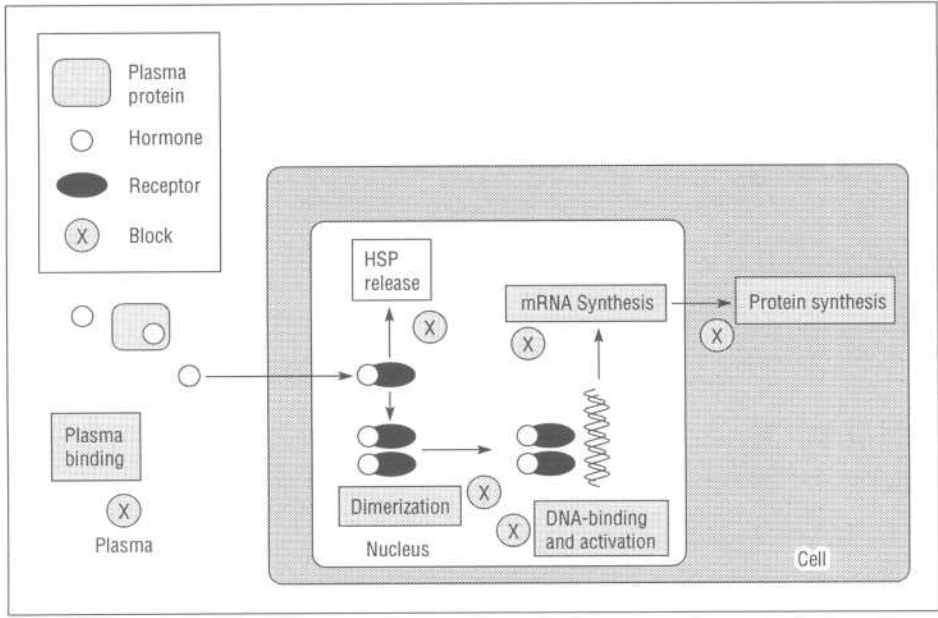 Plasma
protein
Hormone
Receptor
X
Block
HSP
release
X
mRNA Synthesis
X
Protein synthesis
X
Plasma
binding
X
Plasma
Dimerization
X
X
DNA-binding
and activation
Nucleus
Cell